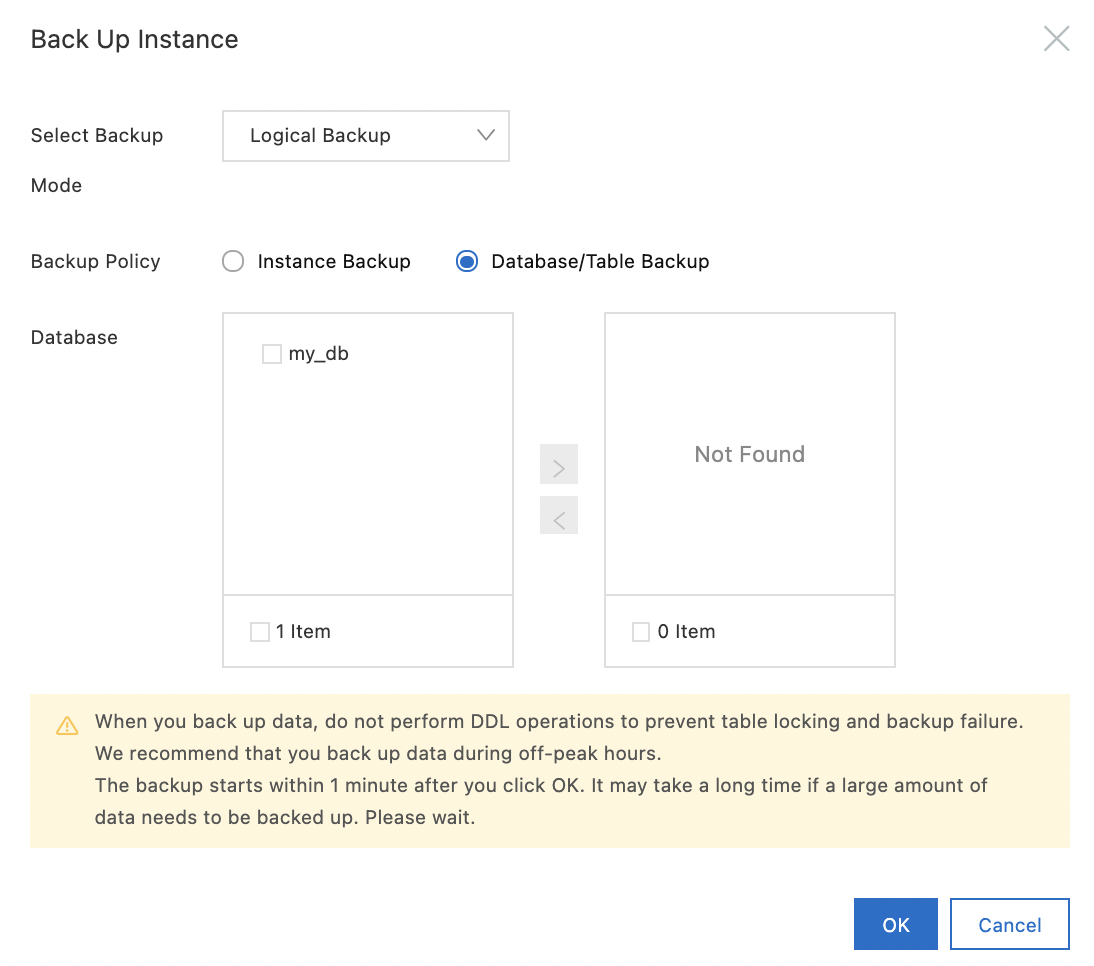 Back Up Instance
Select Backup
Mode
Logical Backup
Backup Policy
Instance Backup
Database/Table Backup
Database
my_db
1 Item
Not Found
0 Item
When you back up data, do not perform DDL operations to prevent table locking and backup failure.
We recommend that you back up data during off-peak hours.
The backup starts within 1 minute after you click OK. It may take a long time if a large amount of
data needs to be backed up. Please wait.
OK
Cancel